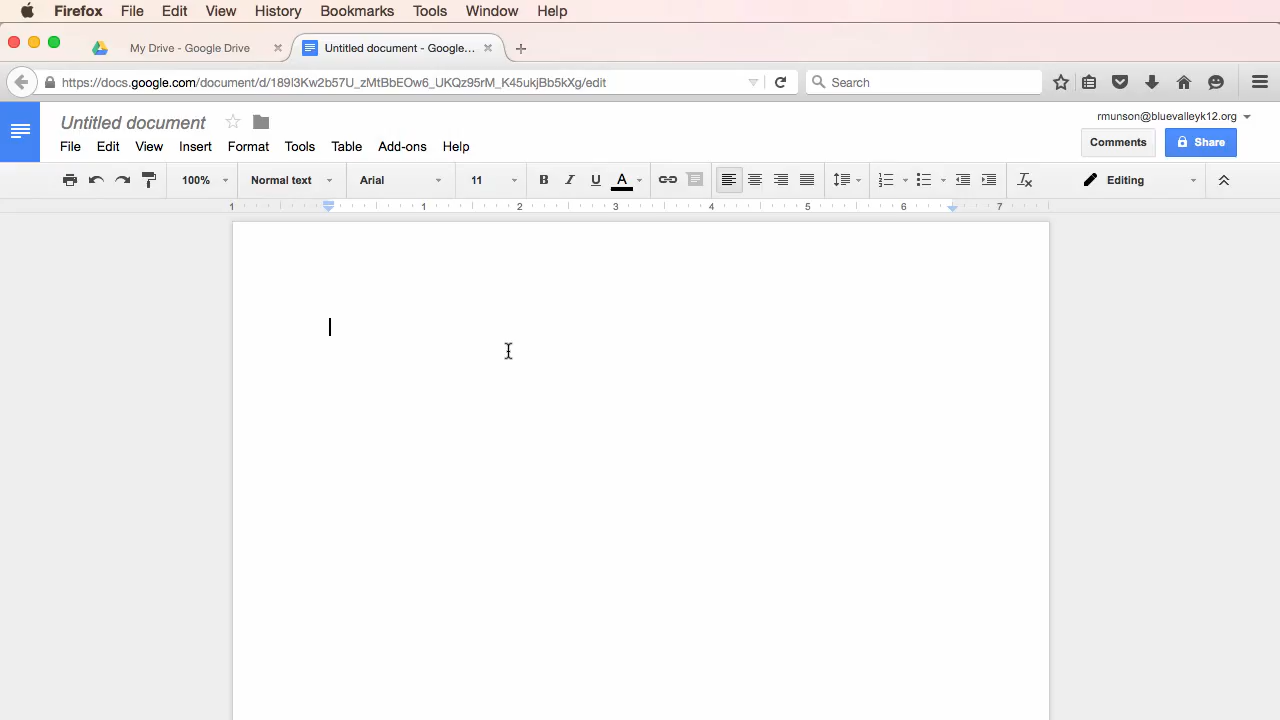 Firefox File Edit View History Bookmarks Tools Window Help
My Drive - Google Drive Untitled document - Google...
https://docs.google.com/document/d/189l3Kw2b57U_zMtBbEOw6_UKQz95rM_K45ukjBb5kXg/edit Search
Untitled document rmunson@bluevalleyk12.org
File Edit View Insert Format Tools Table Add-ons Help Comments Share
100% Normal text Arial 11 B I U A Editing
1 1 2 3 4 5 6 7